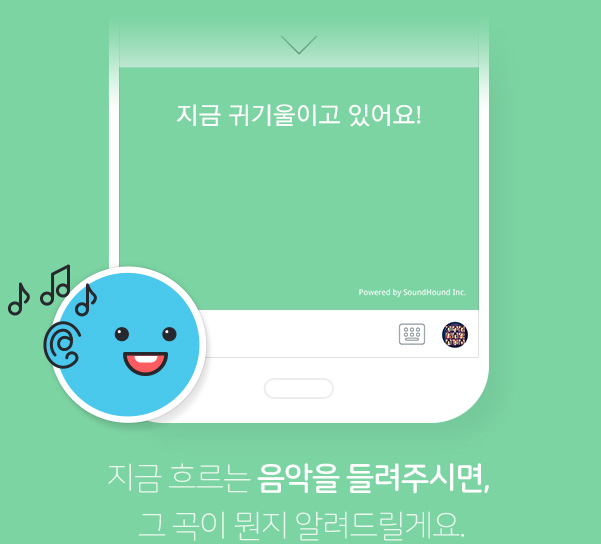 지금 귀기울이고 있어요!
Powered by SoundHound Inc.
지금 흐르는 음악을 들려주시면,
그 곡이 뭔지 알려드릴게요.